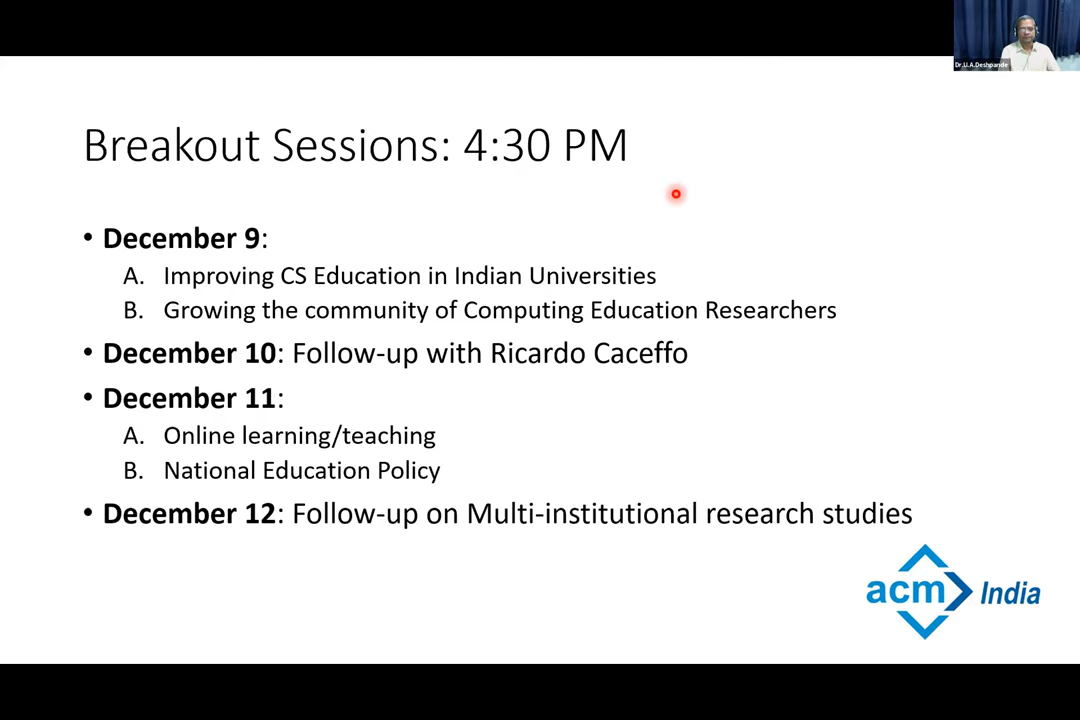 Dr.U.A.Deshpande
Breakout Sessions: 4:30 PM
• December 9:
A. Improving CS Education in Indian Universities
B. Growing the community of Computing Education Researchers
• December 10: Follow-up with Ricardo Caceffo
• December 11:
A. Online learning/teaching
B. National Education Policy
• December 12: Follow-up on Multi-institutional research studies
acm India